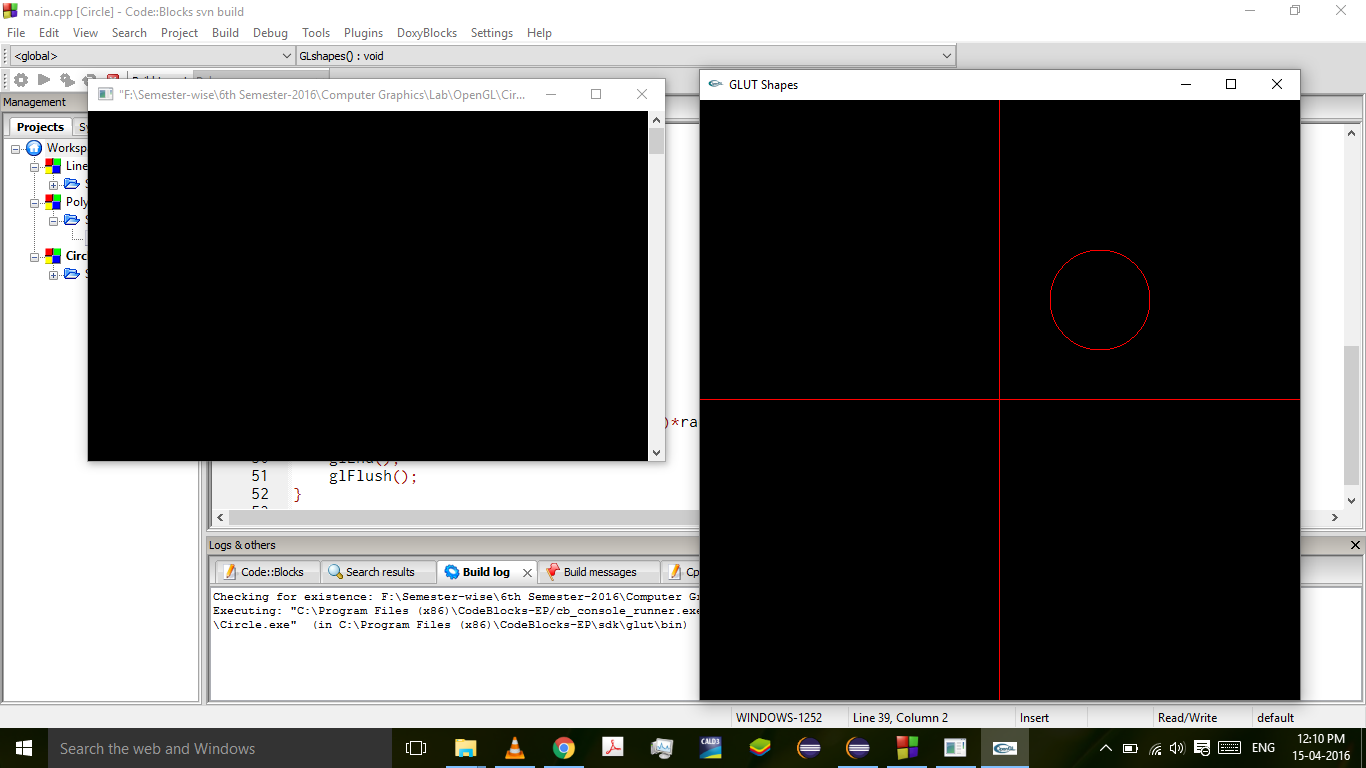 main.cpp [Circle] - Code::Blocks svn build
File Edit View Search Project Build Debug Tools Plugins DoxyBlocks Settings Help
<global> GLshapes() : void
Management
"F:\Semester-wise\6th Semester-2016\Computer Graphics\Lab\OpenGL\Cir...
GLUT Shapes
Projects
Worksp
Line
Poly
Circ
)*ra
51 glFlush();
52 }
Logs & others
Code::Blocks Search results Build log Build messages Cp
Checking for existence: F:\Semester-wise\6th Semester-2016\Computer Gr
Executing: "C:\Program Files (x86)\CodeBlocks-EP/cb_console_runner.exe
\Circle.exe" (in C:\Program Files (x86)\CodeBlocks-EP\sdk\glut\bin)
WINDOWS-1252 Line 39, Column 2 Insert Read/Write default
Search the web and Windows
CALD3
OpenGL
ENG
12:10 PM
15-04-2016